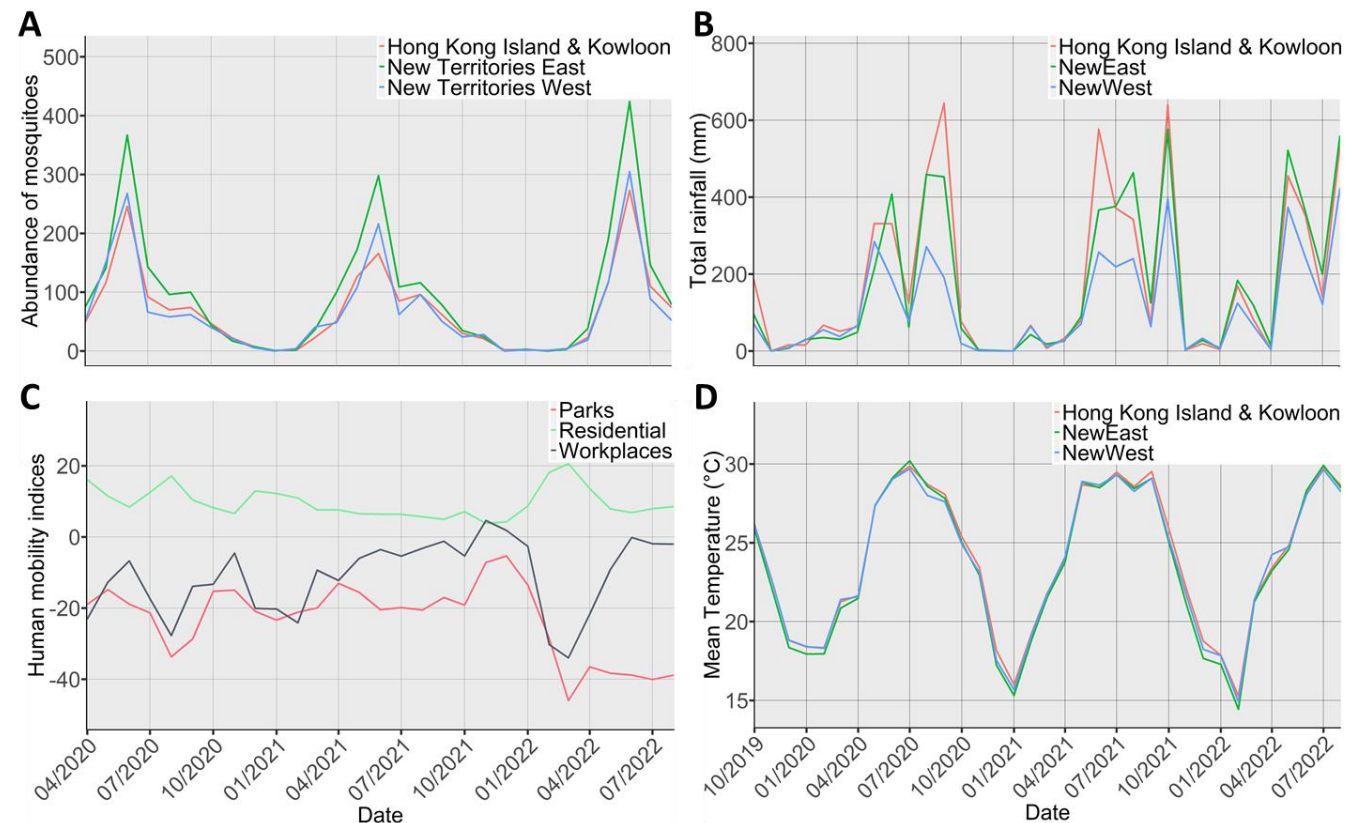 A
Abundance of mosquitoes
500
400
300
200
100
0
Hong Kong Island & Kowloon
New Territories East
New Territories West
B
Total rainfall (mm)
800
600
400
200
0
Hong Kong Island & Kowloon
NewEast
NewWest
C
Human mobility indices
20
0
-20
-40
Parks
Residential
Workplaces
04/2020
07/2020
10/2020
01/2021
04/2021
07/2021
10/2021
01/2022
04/2022
07/2022
Date
D
Mean Temperature (°C)
30
25
20
15
Hong Kong Island & Kowloon
NewEast
NewWest
10/2019
01/2020
04/2020
07/2020
10/2020
01/2021
04/2021
07/2021
10/2021
01/2022
04/2022
07/2022
Date